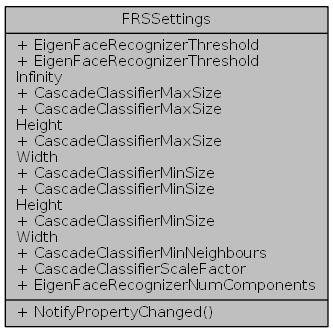 FRSSettings
+ EigenFaceRecognizerThreshold
+ EigenFaceRecognizerThreshold
Infinity
+ CascadeClassifierMaxSize
+ CascadeClassifierMaxSize
Height
+ CascadeClassifierMaxSize
Width
+ CascadeClassifierMinSize
+ CascadeClassifierMinSize
Height
+ CascadeClassifierMinSize
Width
+ CascadeClassifierMinNeighbours
+ CascadeClassifierScaleFactor
+ EigenFaceRecognizerNumComponents
+ NotifyPropertyChanged()